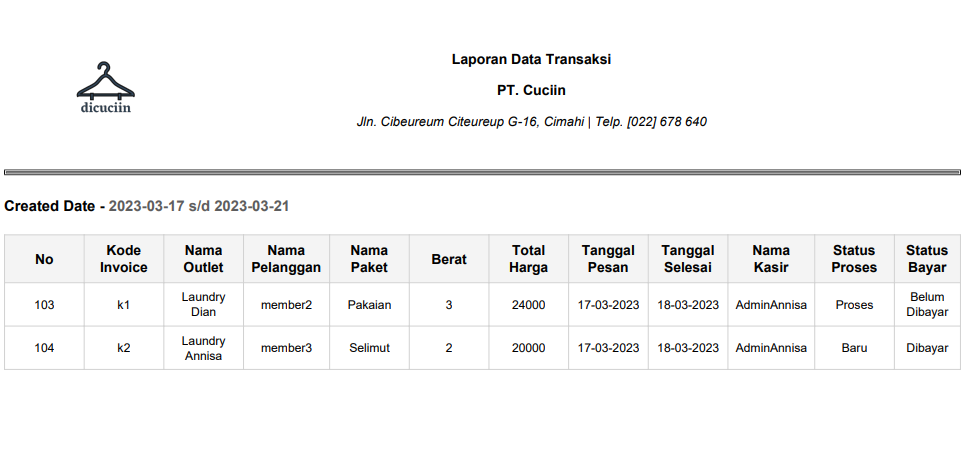 Laporan Data Transaksi
PT. Cuciin
Jln. Cibeureum Citeureup G-16, Cimahi | Telp. [022] 678 640
dicuciin
Created Date - 2023-03-17 s/d 2023-03-21
No Kode Invoice Nama Outlet Nama Pelanggan Nama Paket Berat Total Harga Tanggal Pesan Tanggal Selesai Nama Kasir Status Proses Status Bayar
103 k1 Laundry Dian member2 Pakaian 3 24000 17-03-2023 18-03-2023 AdminAnnisa Proses Belum Dibayar
104 k2 Laundry Annisa member3 Selimut 2 20000 17-03-2023 18-03-2023 AdminAnnisa Baru Dibayar